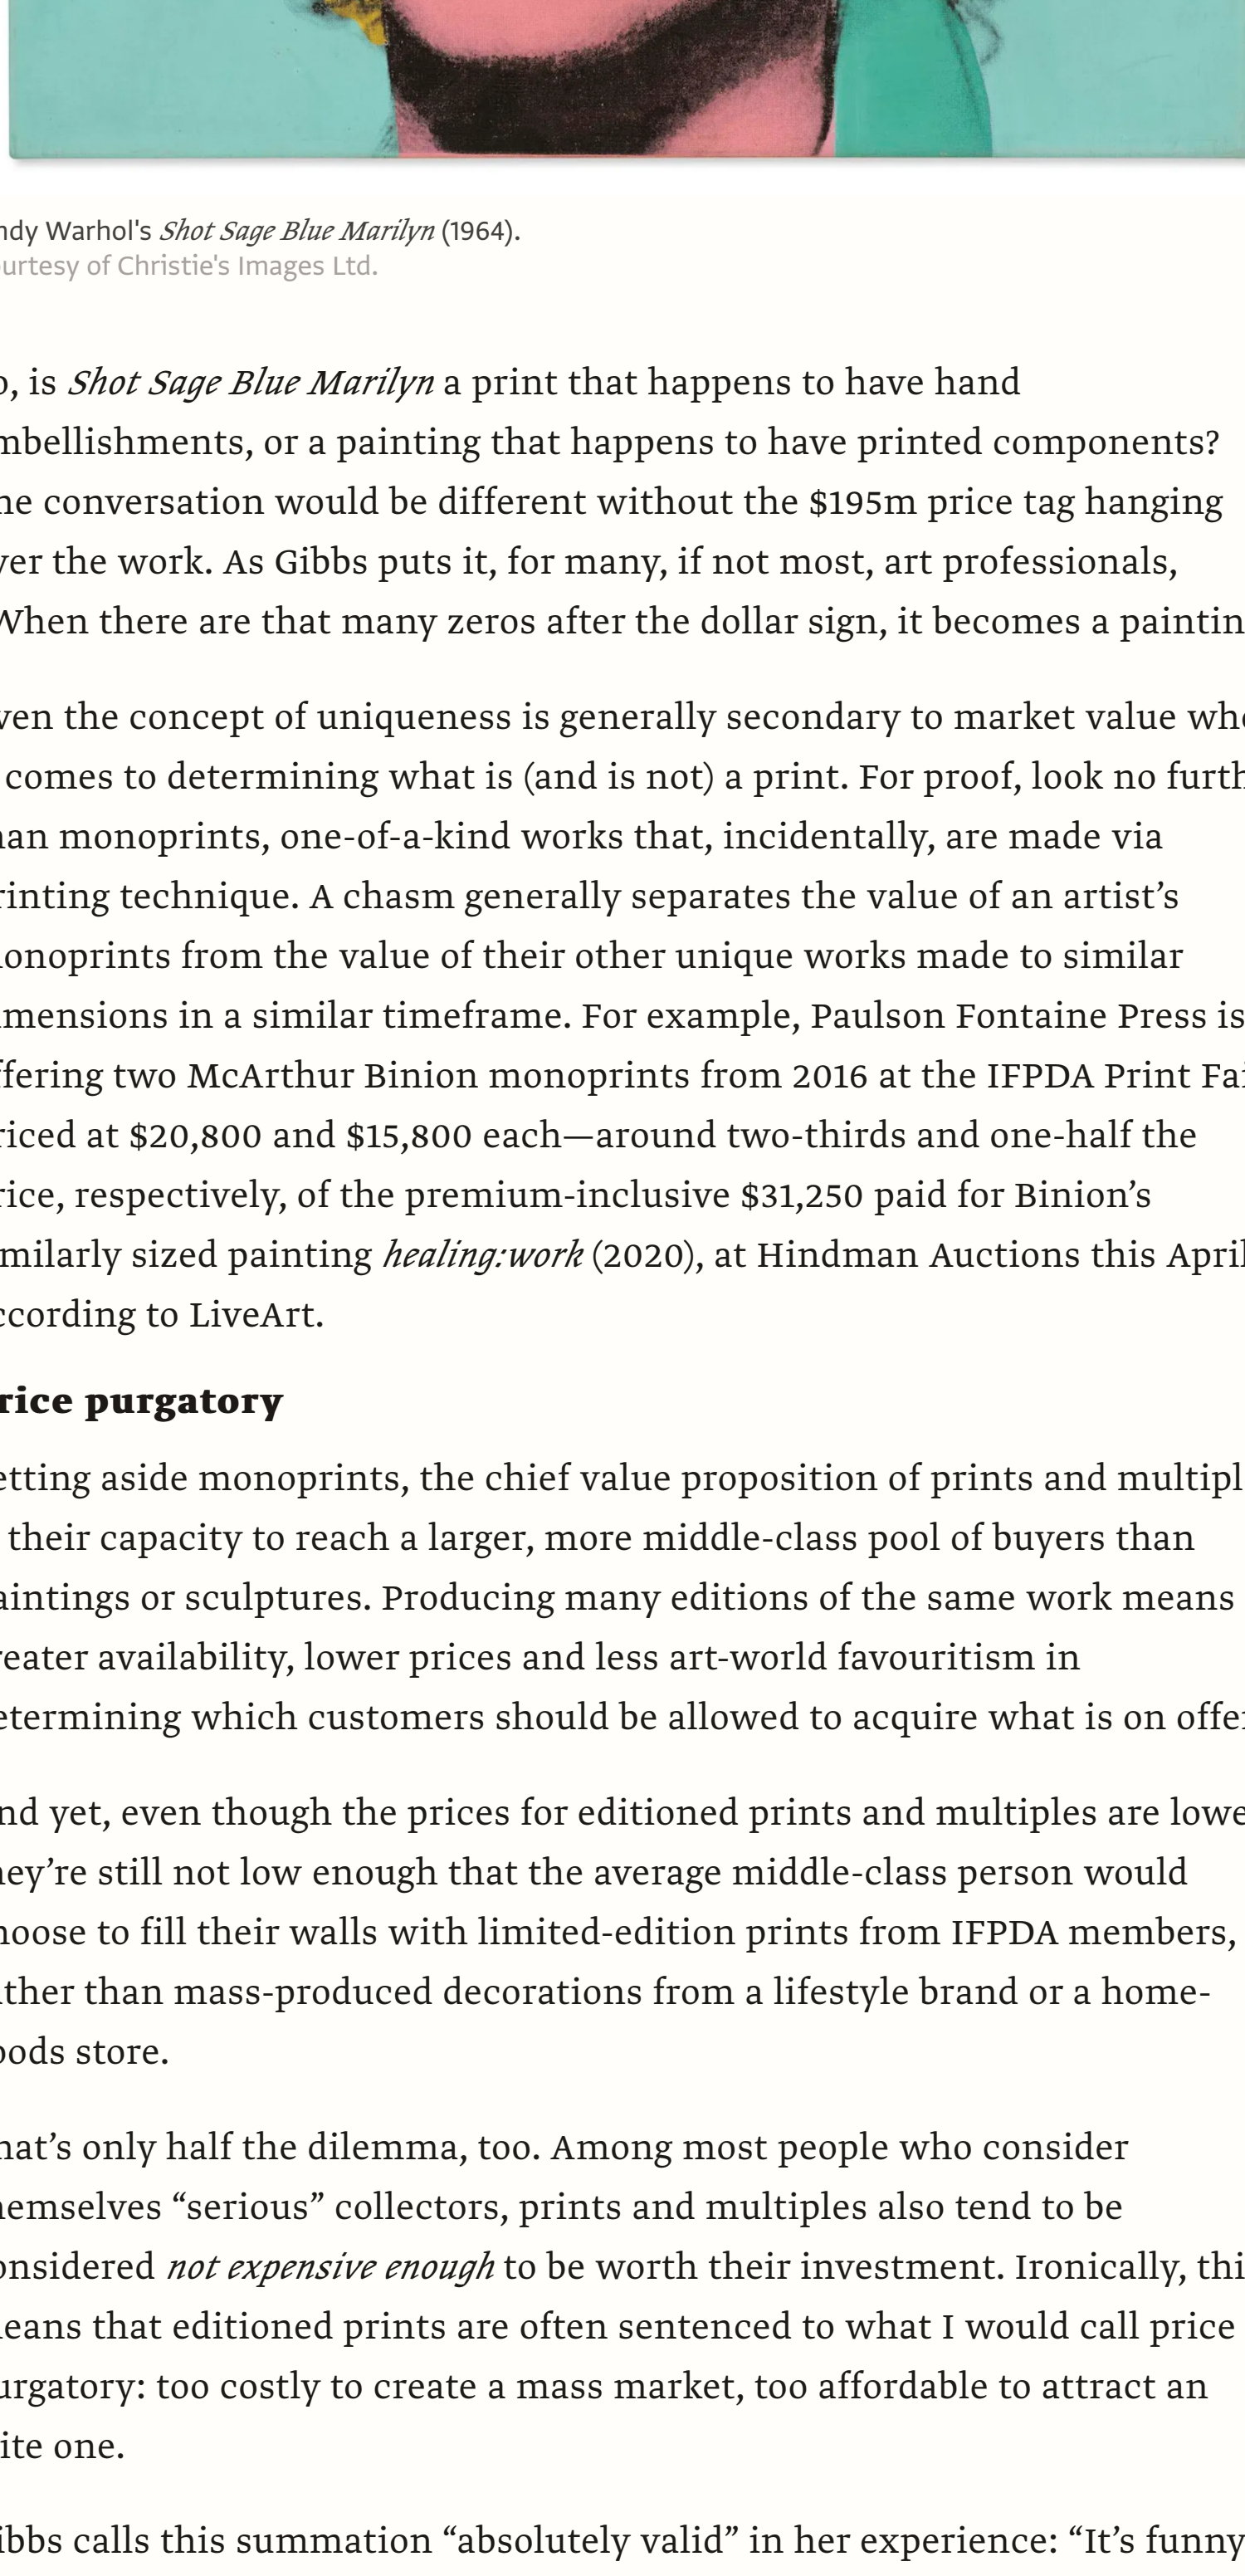 ndy Warhol's Shot Sage Blue Marilyn (1964).
ourtesy of Christie's Images Ltd.
o, is Shot Sage Blue Marilyn a print that happens to have hand
mbellishments, or a painting that happens to have printed components?
he conversation would be different without the $195m price tag hanging
ver the work. As Gibbs puts it, for many, if not most, art professionals,
When there are that many zeros after the dollar sign, it becomes a paintin
ven the concept of uniqueness is generally secondary to market value whe
comes to determining what is (and is not) a print. For proof, look no furth
han monoprints, one-of-a-kind works that, incidentally, are made via
rinting technique. A chasm generally separates the value of an artist’s
onoprints from the value of their other unique works made to similar
imensions in a similar timeframe. For example, Paulson Fontaine Press is
ffering two McArthur Binion monoprints from 2016 at the IFPDA Print Fai
riced at $20,800 and $15,800 each—around two-thirds and one-half the
rice, respectively, of the premium-inclusive $31,250 paid for Binion’s
imilarly sized painting healing:work (2020), at Hindman Auctions this April
ccording to LiveArt.
rice purgatory
etting aside monoprints, the chief value proposition of prints and multipl
their capacity to reach a larger, more middle-class pool of buyers than
aintings or sculptures. Producing many editions of the same work means
reater availability, lower prices and less art-world favouritism in
etermining which customers should be allowed to acquire what is on offer
nd yet, even though the prices for editioned prints and multiples are lowe
hey’re still not low enough that the average middle-class person would
hoose to fill their walls with limited-edition prints from IFPDA members,
ather than mass-produced decorations from a lifestyle brand or a home-
oods store.
hat’s only half the dilemma, too. Among most people who consider
hemselves “serious” collectors, prints and multiples also tend to be
onsidered not expensive enough to be worth their investment. Ironically, thi
eans that editioned prints are often sentenced to what I would call price
urgatory: too costly to create a mass market, too affordable to attract an
ite one.
ibbs calls this summation “absolutely valid” in her experience: “It’s funny